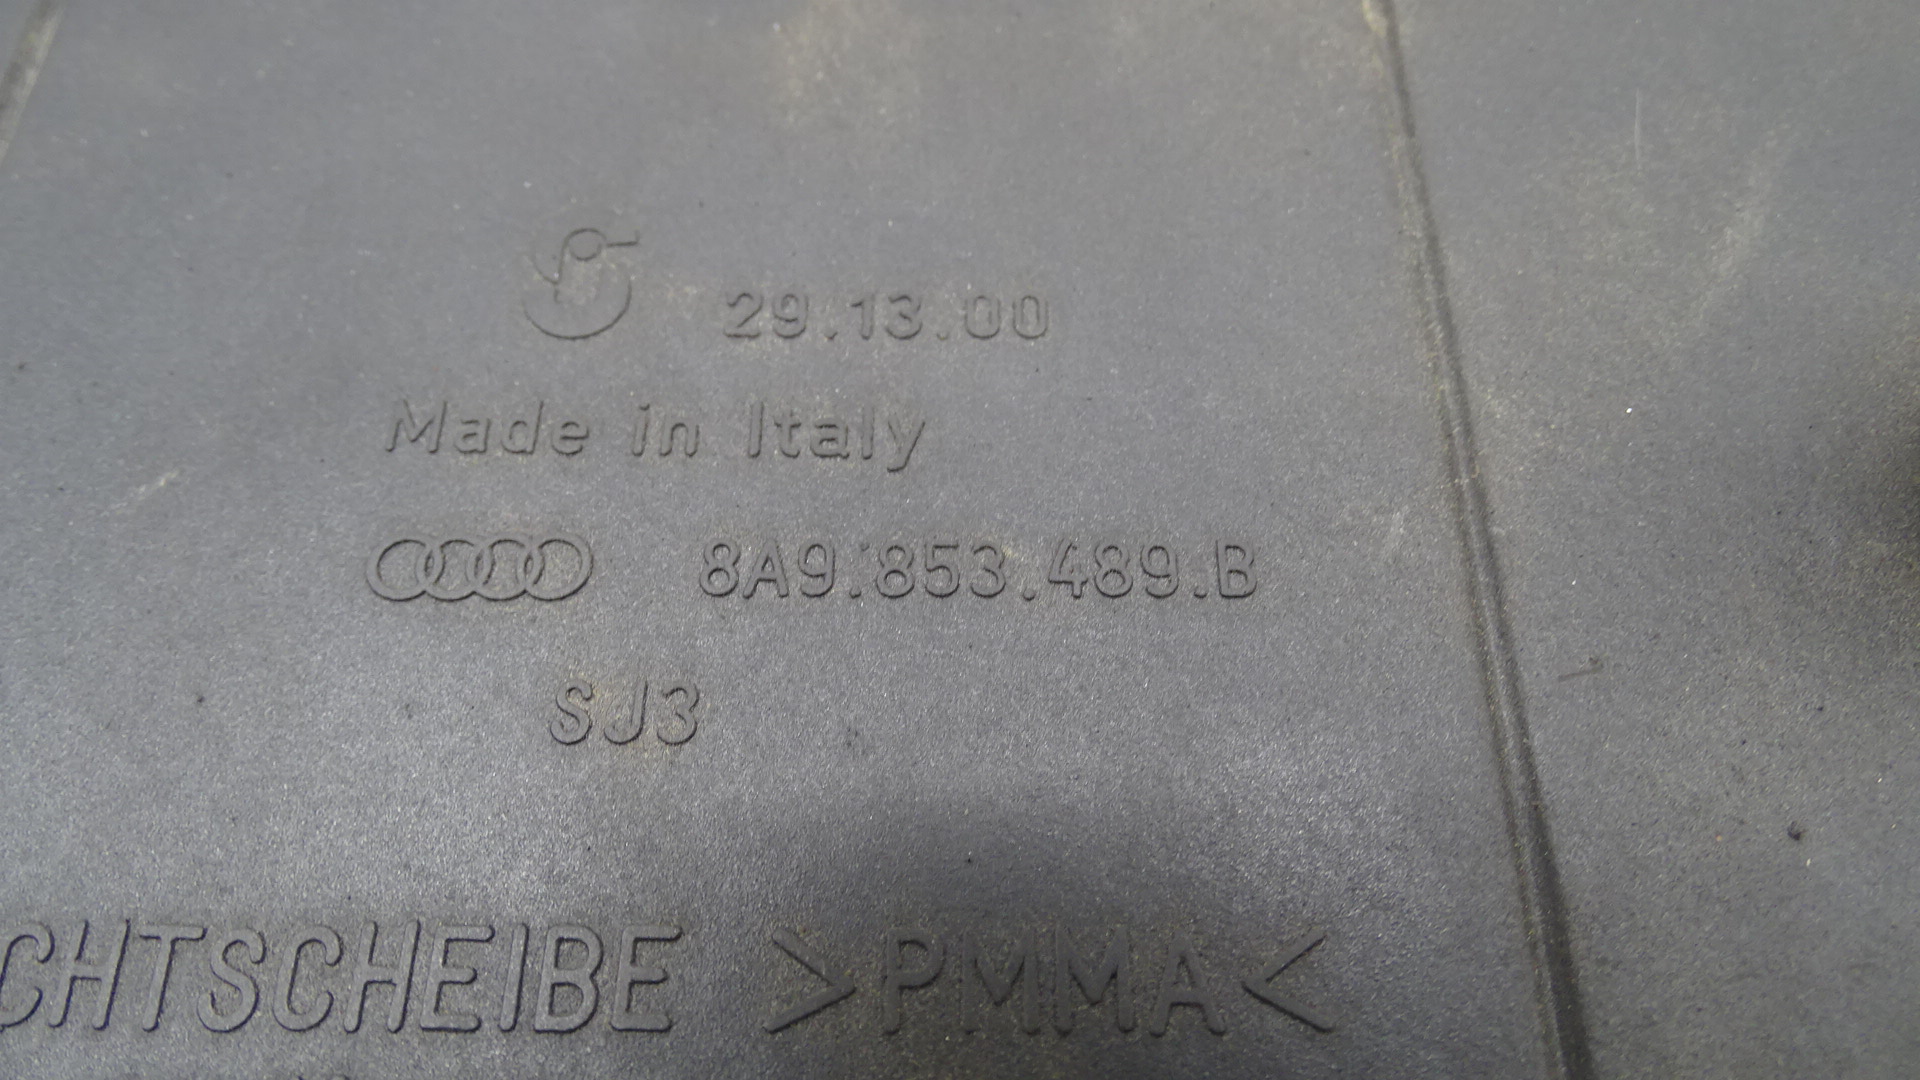 29.13.00
Made in Italy
8A9.853.489.B
SJ3
CHTSCHEIBE >PMMA<